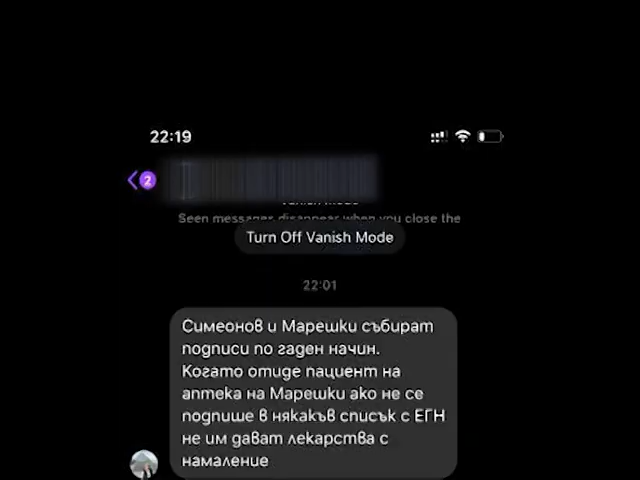 22:19
2
Seen messages disappear when you close the
Turn Off Vanish Mode
22:01
Симеонов и Марешки събират
подписи по гаден начин.
Когато отиде пациент на
аптека на Марешки ако не се
подпише в някакъв списък с ЕГН
не им дават лекарства с
намаление